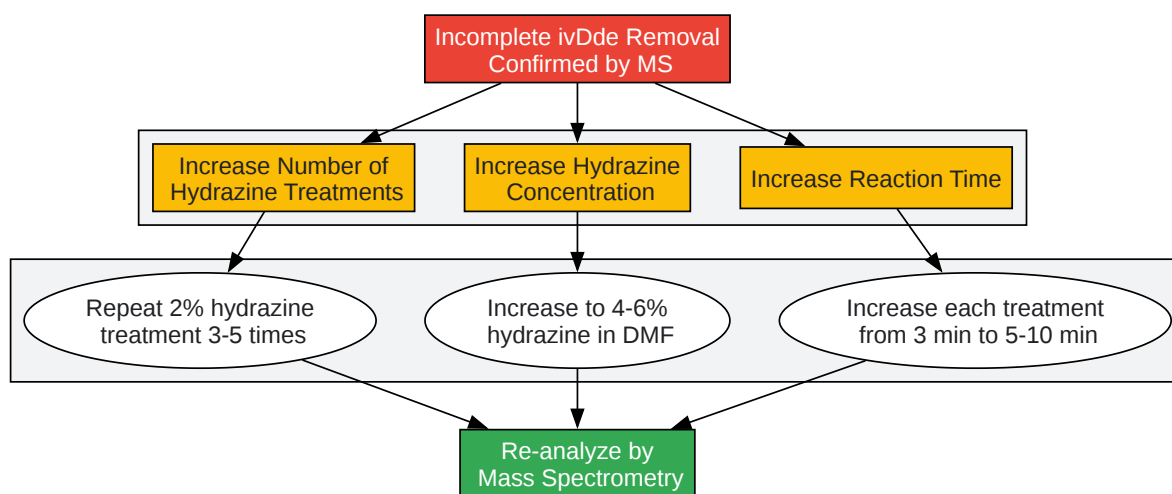 Incomplete ivDde Removal
Confirmed by MS
Increase Number of
Hydrazine Treatments
Increase Hydrazine
Concentration
Increase Reaction Time
Repeat 2% hydrazine
treatment 3-5 times
Increase to 4-6%
hydrazine in DMF
Increase each treatment
from 3 min to 5-10 min
Re-analyze by
Mass Spectrometry